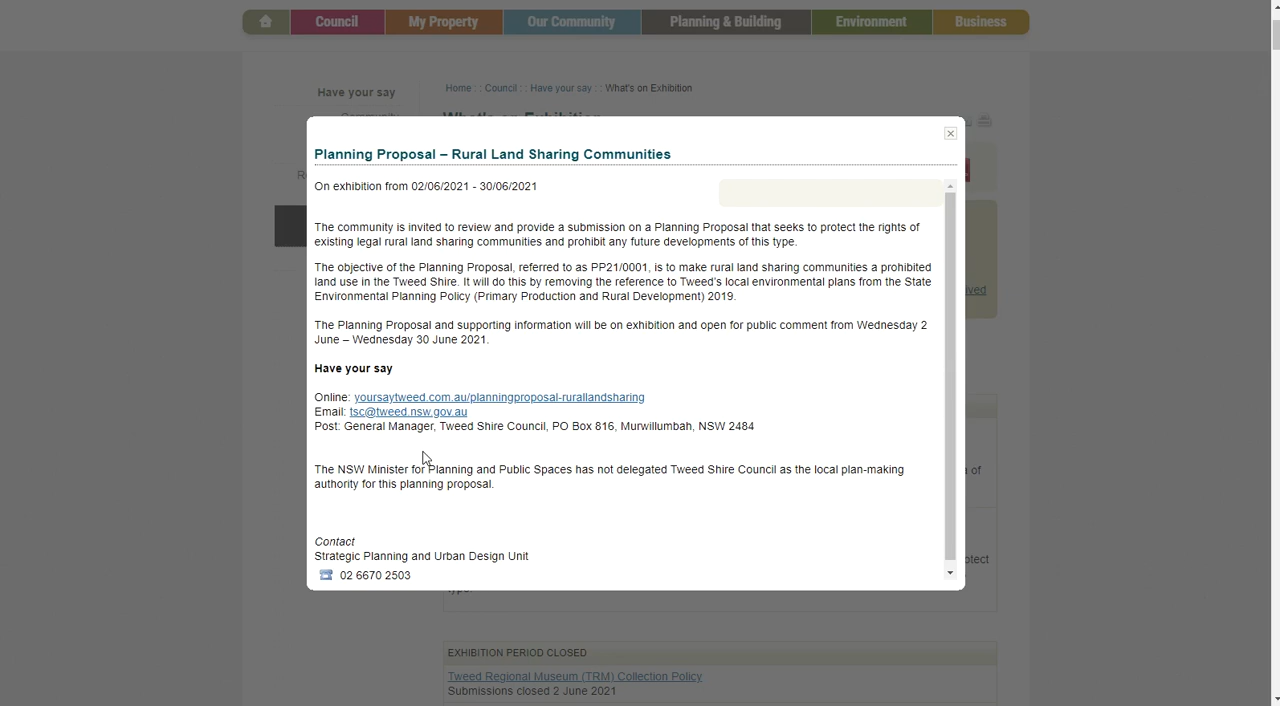 Council
My Property
Our Community
Planning & Building
Environment
Business
Have your say
Home :: Council :: Have your say :: What's on Exhibition
What's on Exhibition
Community
Planning Proposal – Rural Land Sharing Communities
On exhibition from 02/06/2021 - 30/06/2021
The community is invited to review and provide a submission on a Planning Proposal that seeks to protect the rights of
existing legal rural land sharing communities and prohibit any future developments of this type.
The objective of the Planning Proposal, referred to as PP21/0001, is to make rural land sharing communities a prohibited
land use in the Tweed Shire. It will do this by removing the reference to Tweed's local environmental plans from the State
Environmental Planning Policy (Primary Production and Rural Development) 2019.
The Planning Proposal and supporting information will be on exhibition and open for public comment from Wednesday 2
June – Wednesday 30 June 2021.
Have your say
Online: yoursaytweed.com.au/planningproposal-rurallandsharing
Email: tsc@tweed.nsw.gov.au
Post: General Manager, Tweed Shire Council, PO Box 816, Murwillumbah, NSW 2484
The NSW Minister for Planning and Public Spaces has not delegated Tweed Shire Council as the local plan-making
authority for this planning proposal.
Contact
Strategic Planning and Urban Design Unit
02 6670 2503
ived
a of
otect
type.
EXHIBITION PERIOD CLOSED
Tweed Regional Museum (TRM) Collection Policy
Submissions closed 2 June 2021